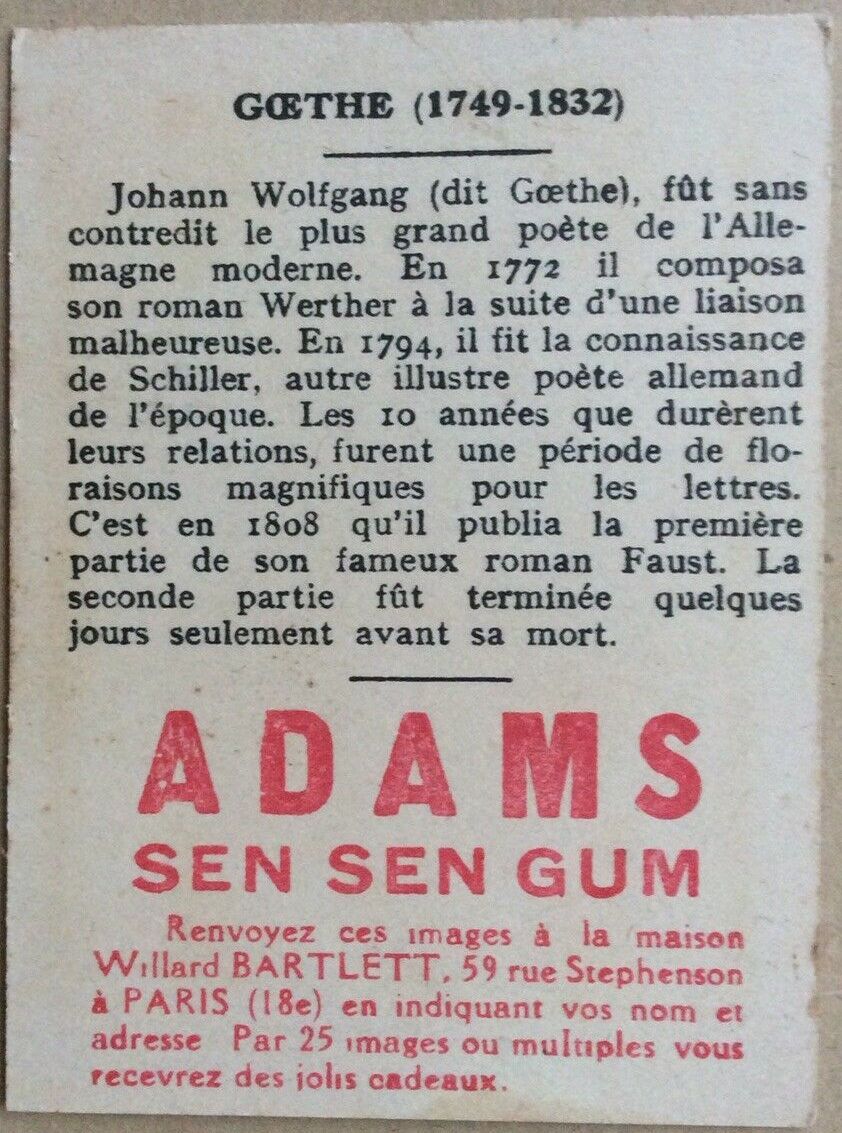 GŒTHE (1749-1832)
Johann Wolfgang (dit Gœthe), fût sans
contredit le plus grand poète de l'Alle-
magne moderne. En 1772 il composa
son roman Werther à la suite d'une liaison
malheureuse. En 1794, il fit la connaissance
de Schiller, autre illustre poète allemand
de l'époque. Les 10 années que durèrent
leurs relations, furent une période de flo-
raisons magnifiques pour les lettres.
C'est en 1808 qu'il publia la première
partie de son fameux roman Faust. La
seconde partie fût terminée quelques
jours seulement avant sa mort.
ADAMS
SEN SEN GUM
Renvoyez ces images à la maison
Willard BARTLETT, 59 rue Stephenson
à PARIS (18e) en indiquant vos nom et
adresse Par 25 images ou multiples vous
recevrez des jolis cadeaux.